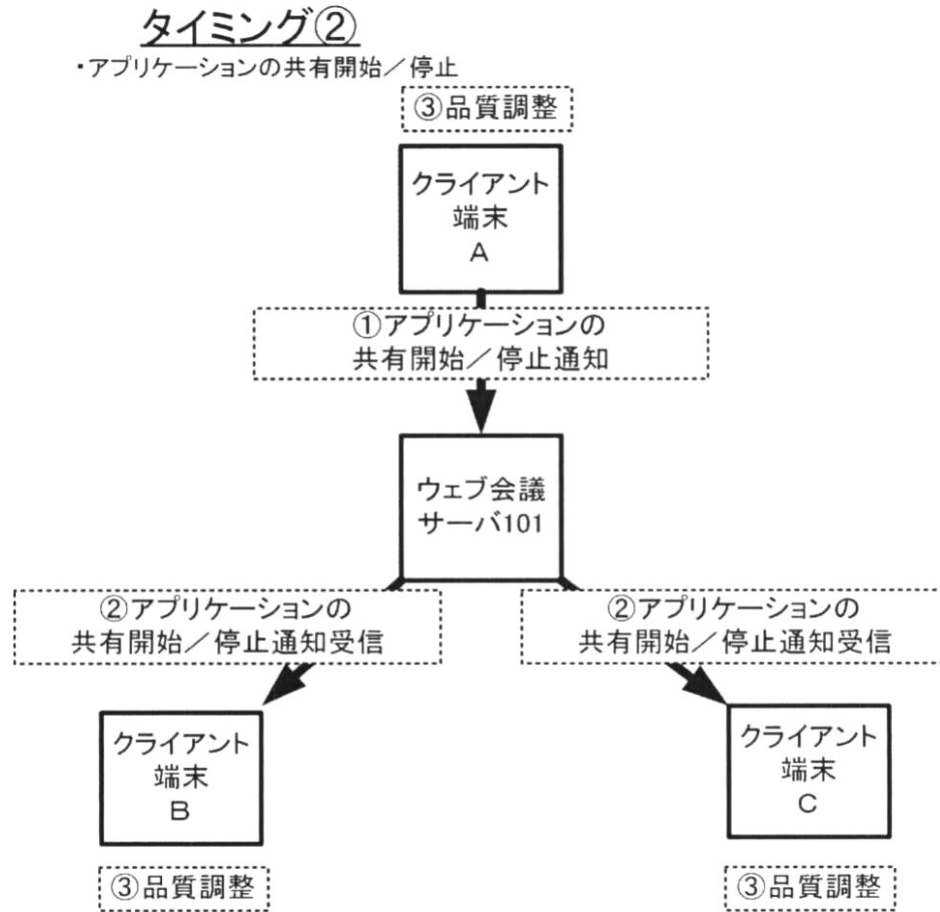 タイミング②
・アプリケーションの共有開始／停止
③品質調整
クライアント
端末
A
①アプリケーションの
共有開始／停止通知
ウェブ会議
サーバ101
②アプリケーションの
共有開始／停止通知受信
②アプリケーションの
共有開始／停止通知受信
クライアント
端末
B
クライアント
端末
C
③品質調整
③品質調整